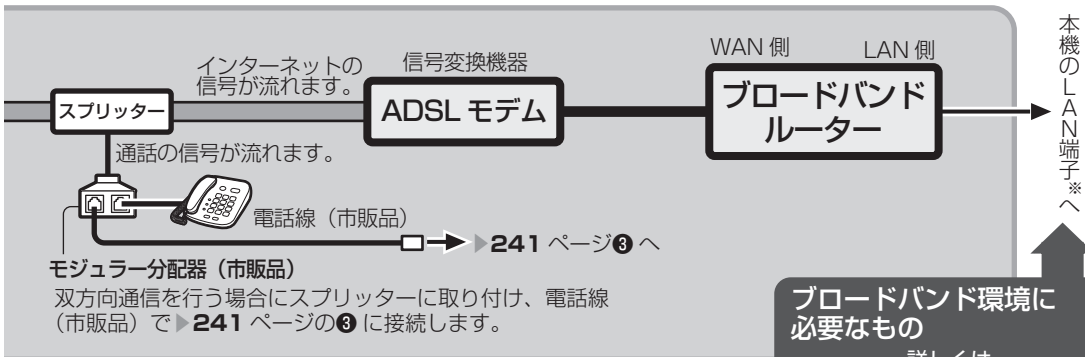 インターネットの
信号が流れます。
信号変換機器
WAN 側
LAN 側
スプリッター
ADSL モデム
ブロードバンド
ルーター
本機のLAN端子※へ
通話の信号が流れます。
電話線（市販品）
▶241 ページ❸ へ
モジュラー分配器（市販品）
双方向通信を行う場合にスプリッターに取り付け、電話線
（市販品）で▶241 ページの❸ に接続します。
ブロードバンド環境に
必要なもの